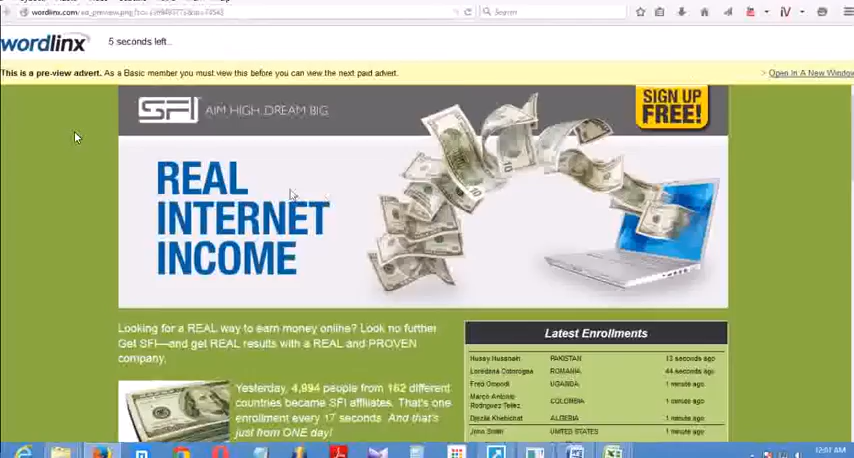 Search
wordlinx
5 seconds left..
This is a pre-view advert. As a Basic member you must view this before you can view the next paid advert.
> Open In A New Window
SFI AIM HIGH. DREAM BIG
SIGN UP
FREE!
REAL
INTERNET
INCOME
Looking for a REAL way to earn money online? Look no further
Get SFI—and get REAL results with a REAL and PROVEN
company.
Yesterday, 4,994 people from 162 different
countries became SFI affiliates. That's one
enrollment every 17 seconds. And that's
just from ONE day!
Latest Enrollments
PAKISTAN 13 seconds ago
ROMANIA 44 seconds ago
UGANDA 1 minute ago
Marco Antonio
COLOMBIA 1 minute ago
ALGERIA 1 minute ago
UNITED STATES 1 minute ago
12:07 AM